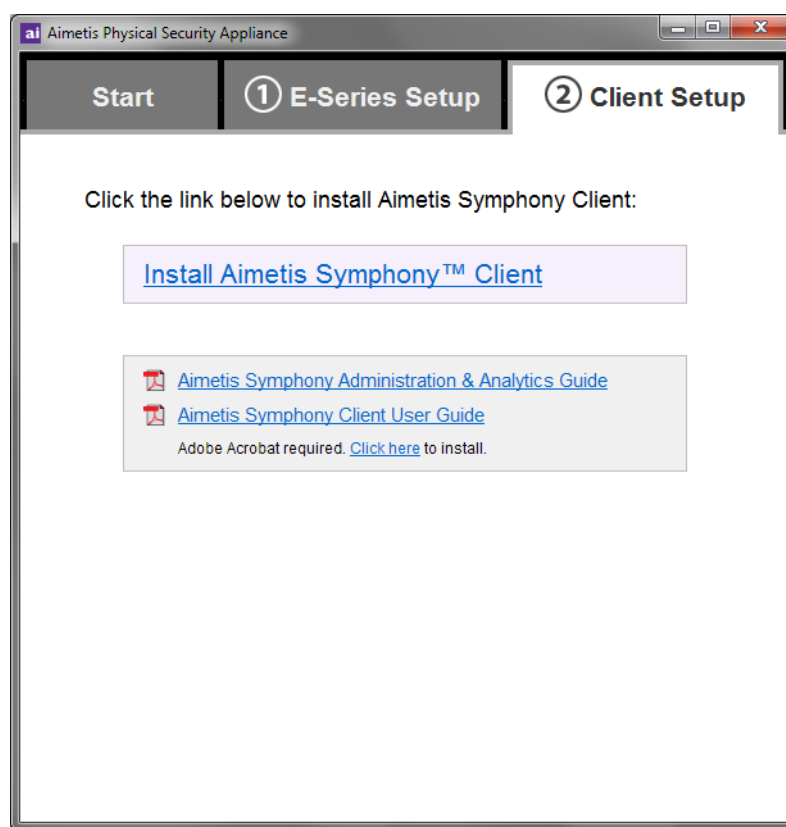 ai Aimetis Physical Security Appliance
Start
① E-Series Setup
② Client Setup
Click the link below to install Aimetis Symphony Client:
Install Aimetis Symphony™ Client
Aimetis Symphony Administration & Analytics Guide
Aimetis Symphony Client User Guide
Adobe Acrobat required. Click here to install.